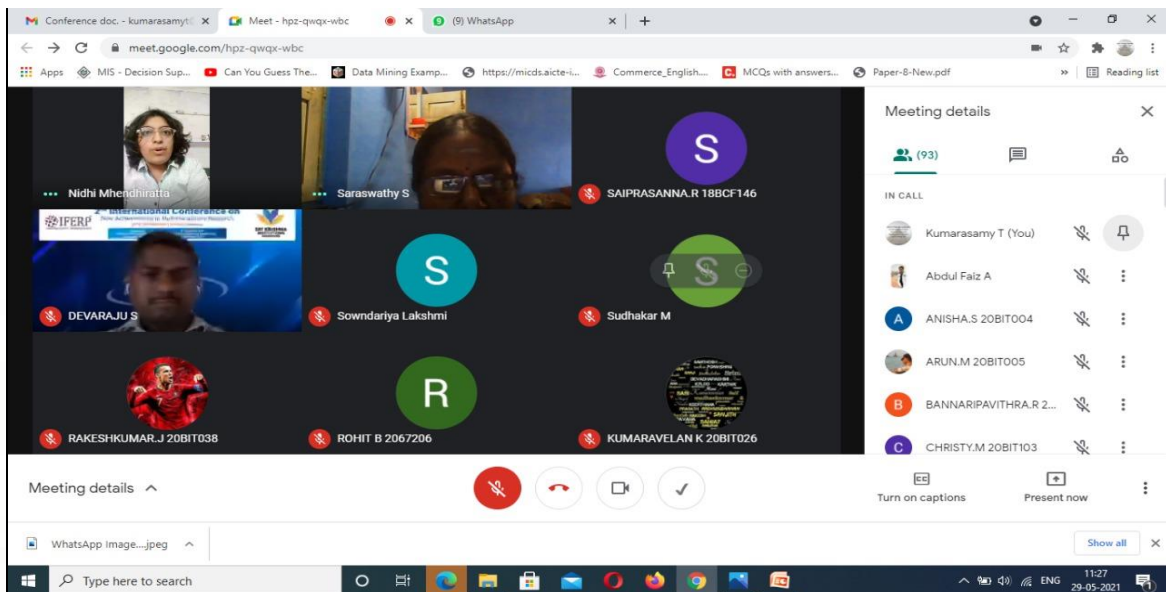 Conference doc. - kumarasamyt
Meet - hpz-qwqx-wbc
(9) WhatsApp
meet.google.com/hpz-qwqx-wbc
Apps
MIS - Decision Sup...
Can You Guess The...
Data Mining Examp...
https://micds.aicte-i...
Commerce_English....
MCQs with answers...
Paper-8-New.pdf
»
Reading list
Nidhi Mhendhiratta
Saraswathy S
S
SAIPRASANNA.R 18BCF146
IFERP
2nd International Conference on
DEVARAJU S
S
Sowndariya Lakshmi
S
Sudhakar M
RAKESHKUMAR.J 20BIT038
R
ROHIT B 2067206
KUMARAVELAN K 20BIT026
Meeting details
(93)
IN CALL
Kumarasamy T (You)
Abdul Faiz A
A
ANISHA.S 20BIT004
ARUN.M 20BIT005
B
BANNARIPAVITHRA.R 2...
C
CHRISTY.M 20BIT103
Meeting details
CC
Turn on captions
Present now
WhatsApp Image....jpeg
Show all
Type here to search
ENG
11:27
29-05-2021
1